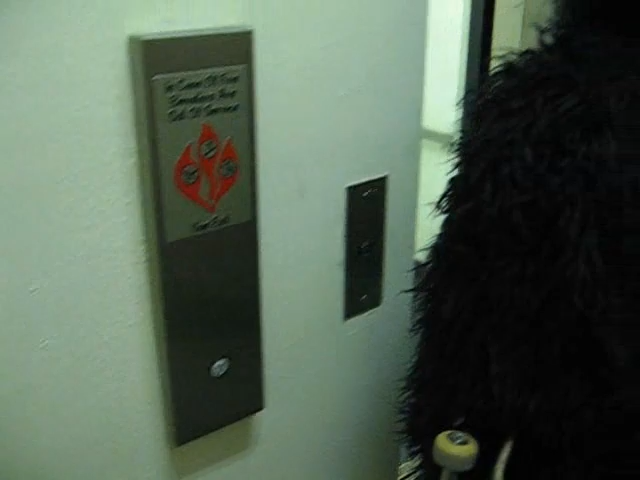 In Case Of Fire
Elevators Are
Out Of Service